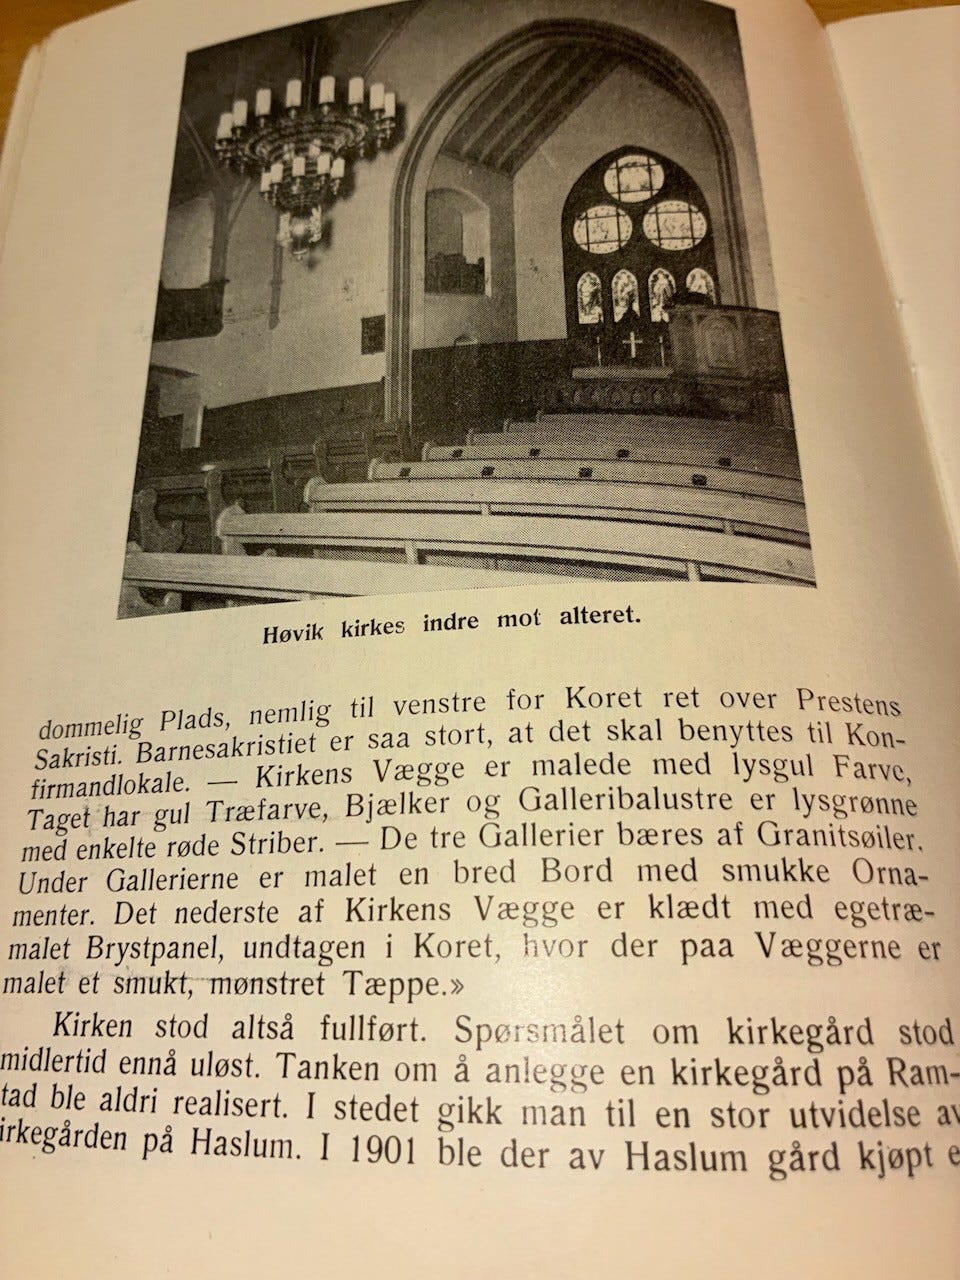 Høvik kirkes indre mot alteret.
dommelig Plads, nemlig til venstre for Koret ret over Prestens
Sakristi. Barnesakristiet er saa stort, at det skal benyttes til Kon-
firmandlokale. — Kirkens Vægge er malede med lysgul Farve,
Taget har gul Træfarve, Bjælker og Galleribalustre er lysgrønne
med enkelte røde Striber. — De tre Gallerier bæres af Granitsøiler.
Under Gallerierne er malet en bred Bord med smukke Orna-
menter. Det nederste af Kirkens Vægge er klædt med egetræ-
malet Brystpanel, undtagen i Koret, hvor der paa Væggerne er
malet et smukt, mønstret Tæppe.»
Kirken stod altså fullført. Spørsmålet om kirkegård stod
midlertid ennå uløst. Tanken om å anlegge en kirkegård på Ram-
tad ble aldri realisert. I stedet gikk man til en stor utvidelse av
irkegården på Haslum. I 1901 ble der av Haslum gård kjøpt e